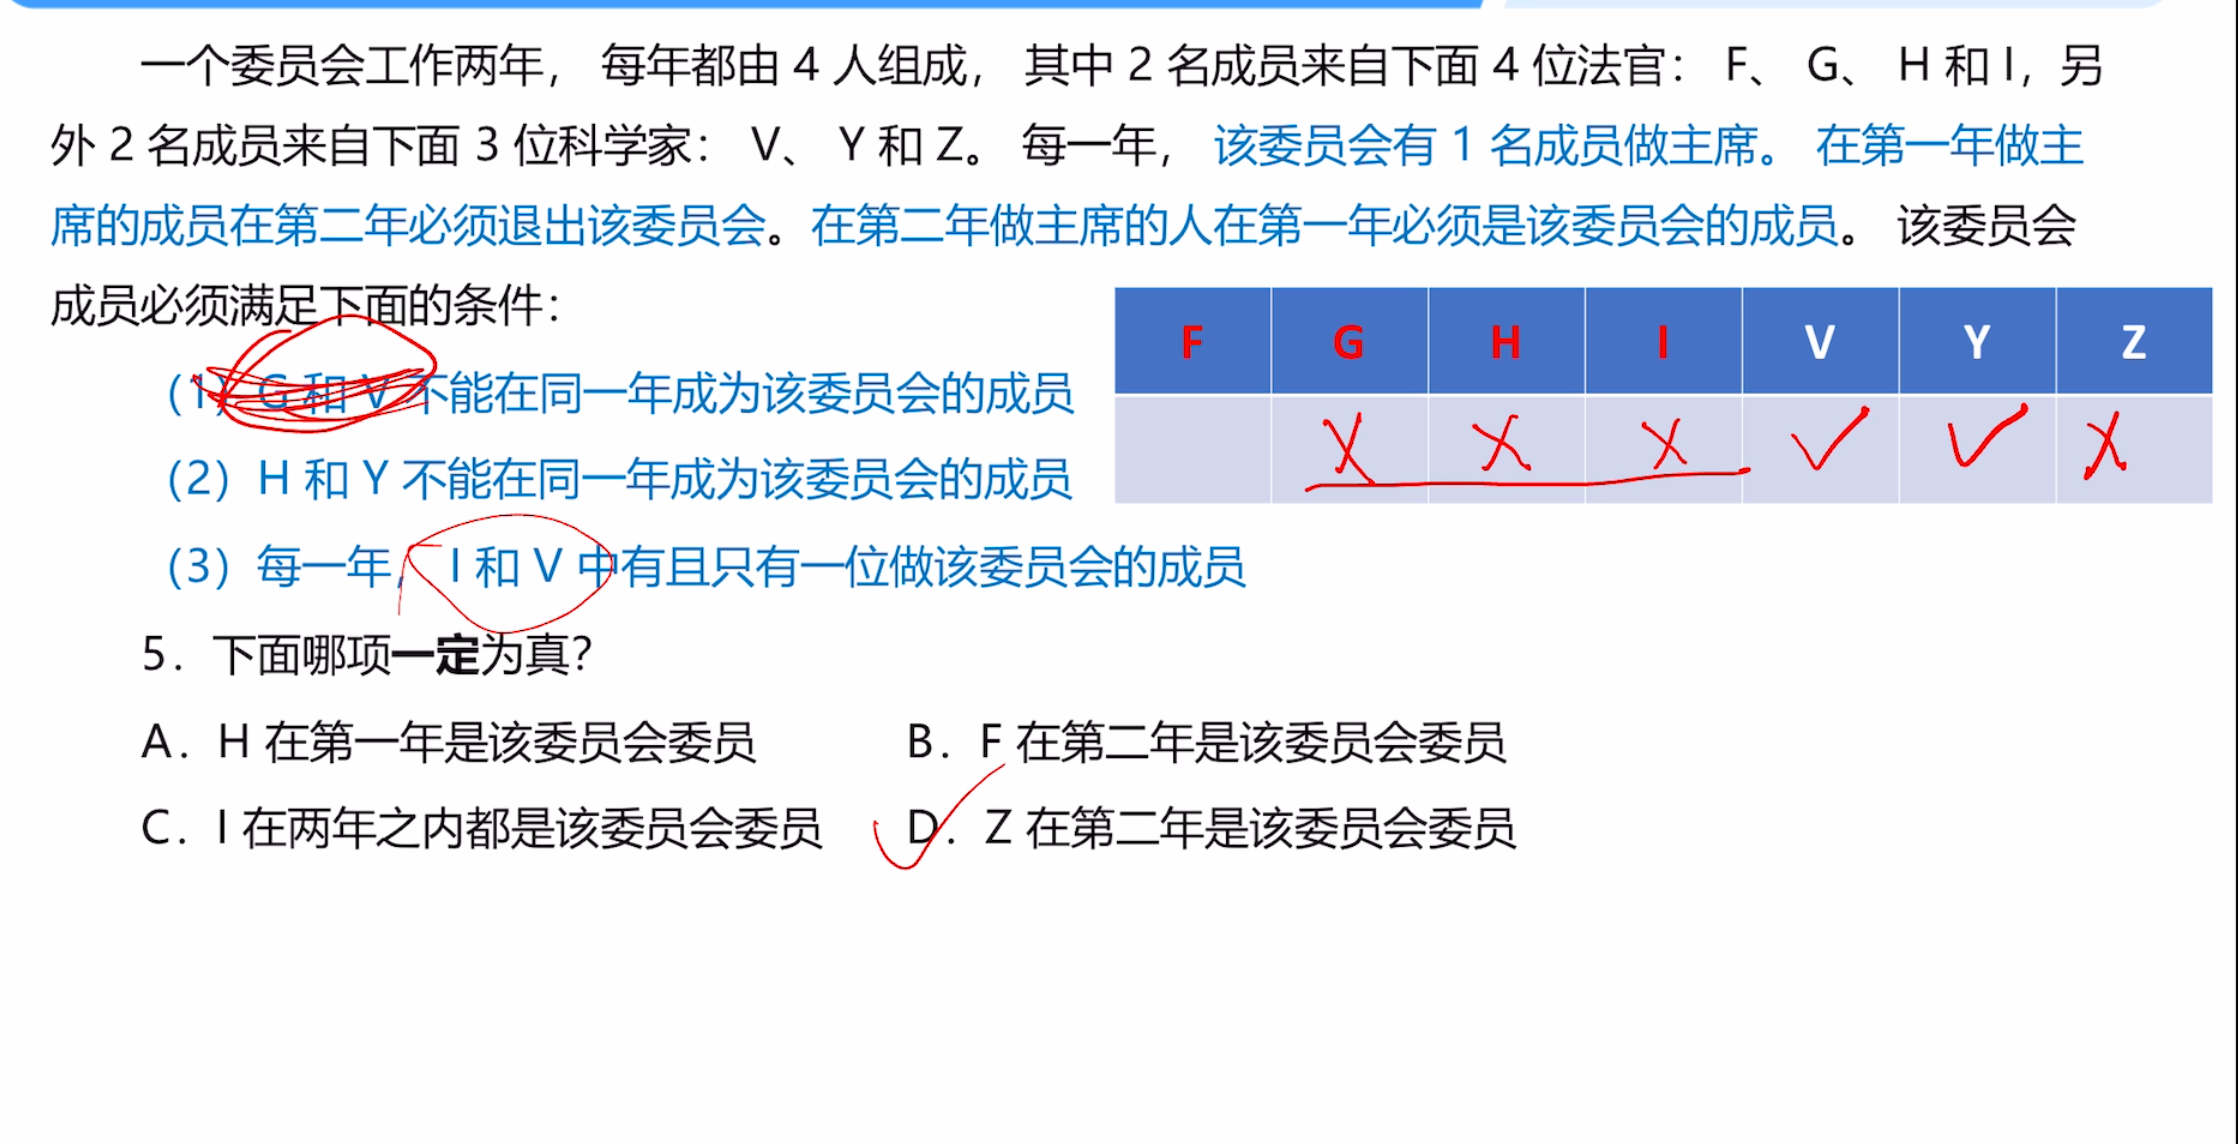 一个委员会工作两年， 每年都由 4 人组成， 其中 2 名成员来自下面 4 位法官： F、 G、 H 和 I，另
外 2 名成员来自下面 3 位科学家： V、 Y 和 Z。 每一年， 该委员会有 1 名成员做主席。 在第一年做主
席的成员在第二年必须退出该委员会。在第二年做主席的人在第一年必须是该委员会的成员。 该委员会
成员必须满足下面的条件：
（1）G 和 V 不能在同一年成为该委员会的成员
（2）H 和 Y 不能在同一年成为该委员会的成员
（3）每一年， I 和 V 中有且只有一位做该委员会的成员
F G H I V Y Z
X X X ✓ ✓ X
5．下面哪项一定为真？
A．H 在第一年是该委员会委员 B．F 在第二年是该委员会委员
C．I 在两年之内都是该委员会委员 D．Z 在第二年是该委员会委员